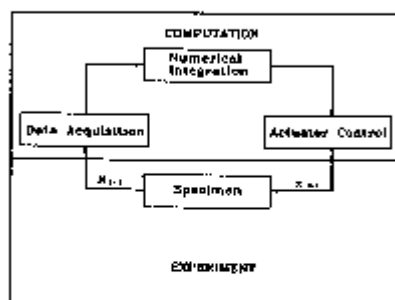 COMPUTATION
Numerical
Integration
Data Acquisition
Actuator Control
Specimen
EXPERIMENT